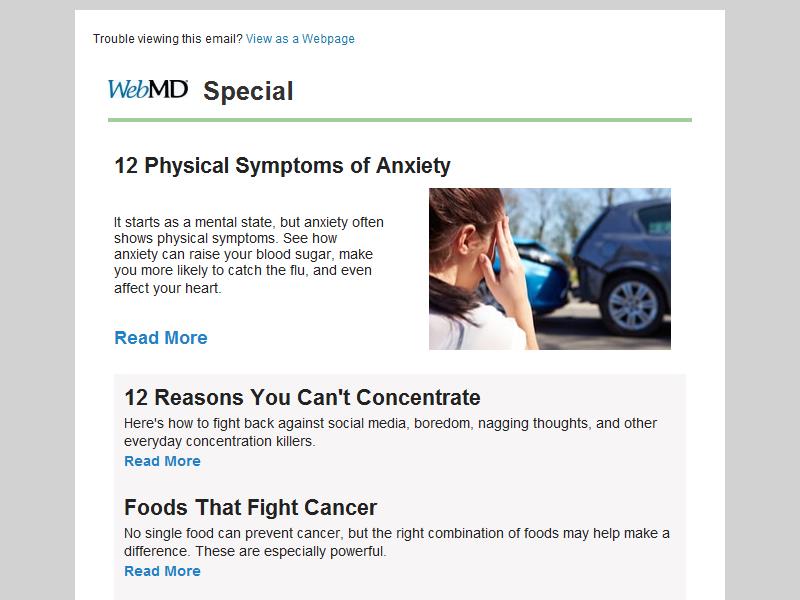 Trouble viewing this email? View as a Webpage
WebMD Special
12 Physical Symptoms of Anxiety
It starts as a mental state, but anxiety often
shows physical symptoms. See how
anxiety can raise your blood sugar, make
you more likely to catch the flu, and even
affect your heart.
Read More
12 Reasons You Can't Concentrate
Here's how to fight back against social media, boredom, nagging thoughts, and other
everyday concentration killers.
Read More
Foods That Fight Cancer
No single food can prevent cancer, but the right combination of foods may help make a
difference. These are especially powerful.
Read More